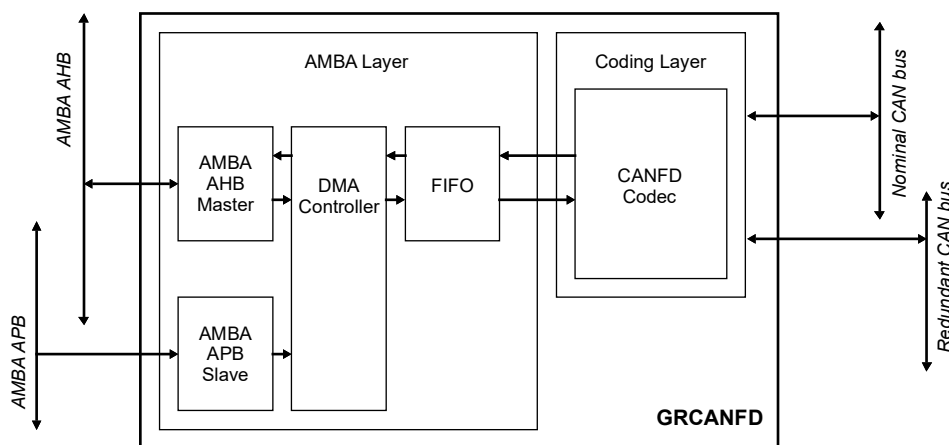 AMBA AHB
AMBA APB
AMBA Layer
AMBA
AHB
Master
DMA
Controller
FIFO
AMBA
APB
Slave
Coding Layer
CANFD
Codec
Nominal CAN bus
Redundant CAN bus
GRCANFD